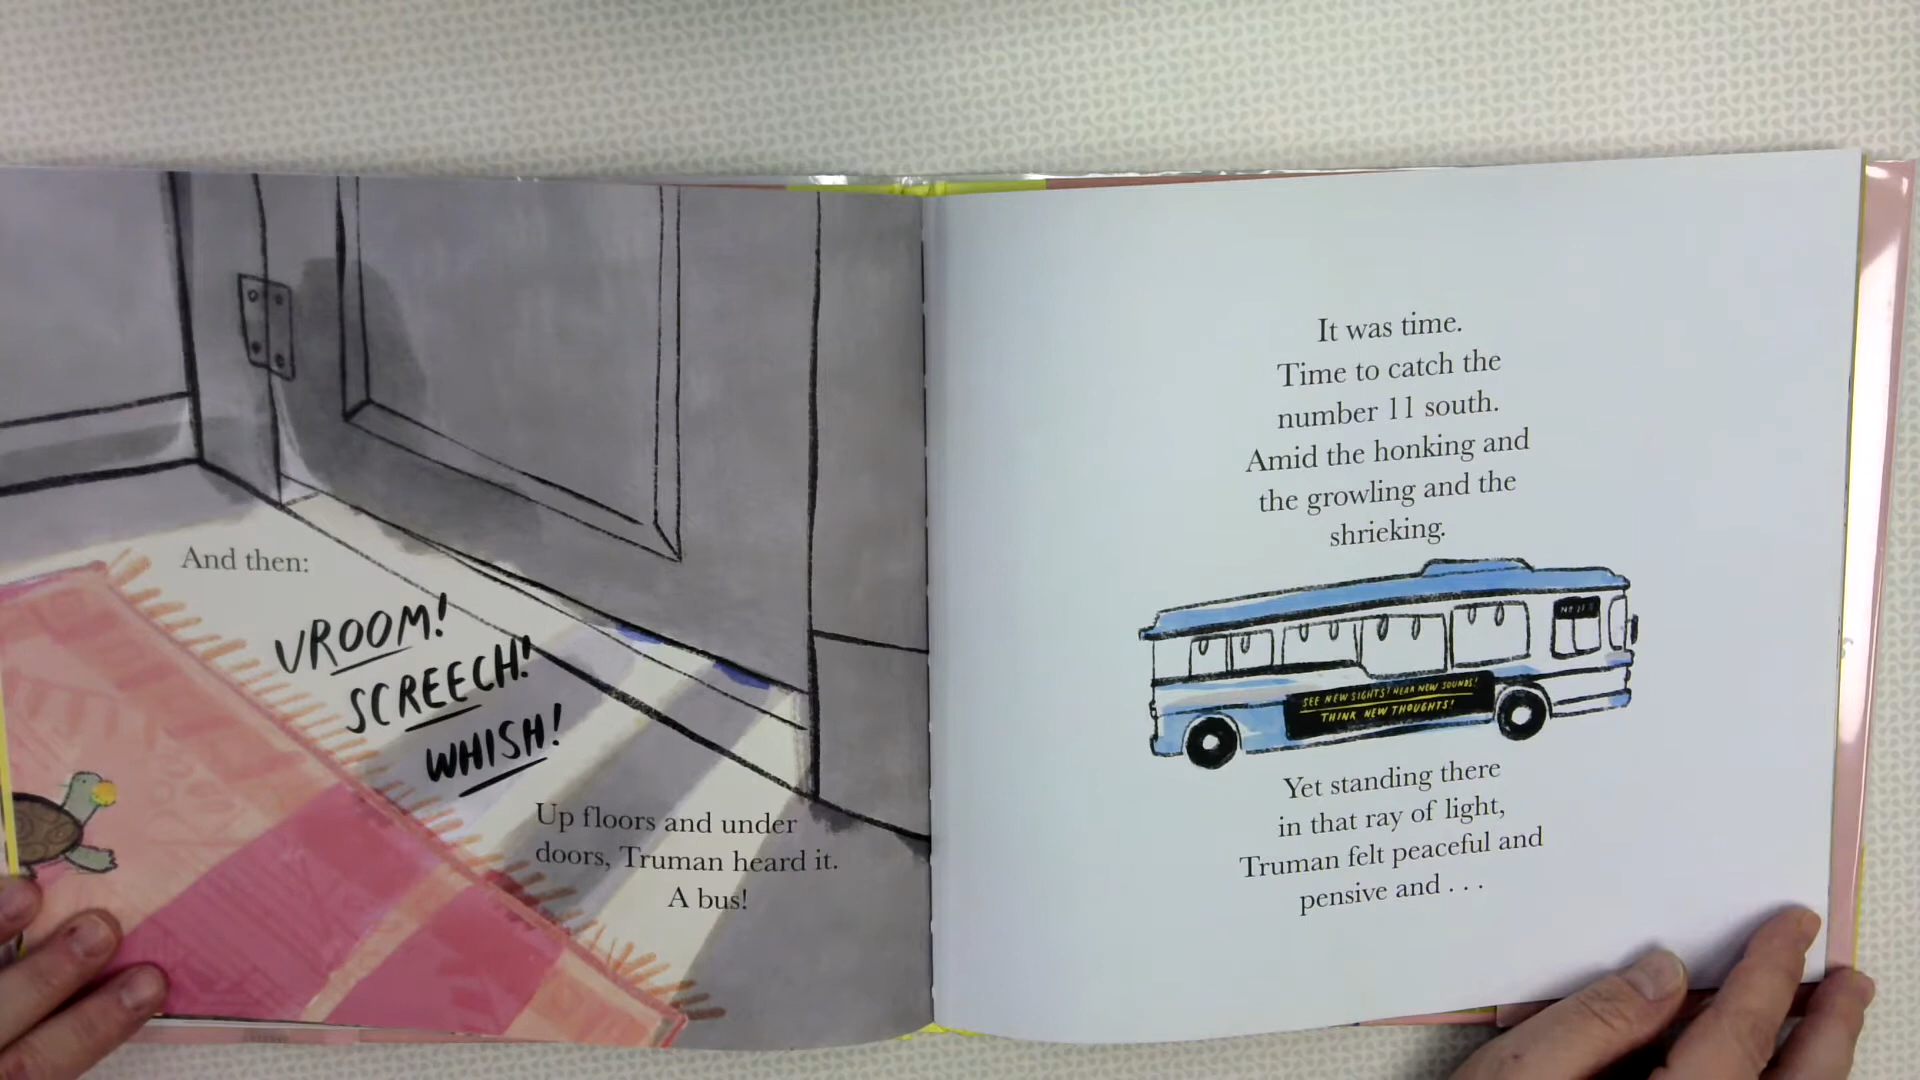 And then:
VROOM!
SCREECH!
WHISH!
Up floors and under
doors, Truman heard it.
A bus!
It was time.
Time to catch the
number 11 south.
Amid the honking and
the growling and the
shrieking.
SEE NEW SIGHTS! HEAR NEW SOUNDS!
THINK NEW THOUGHTS!
Yet standing there
in that ray of light,
Truman felt peaceful and
pensive and . . .